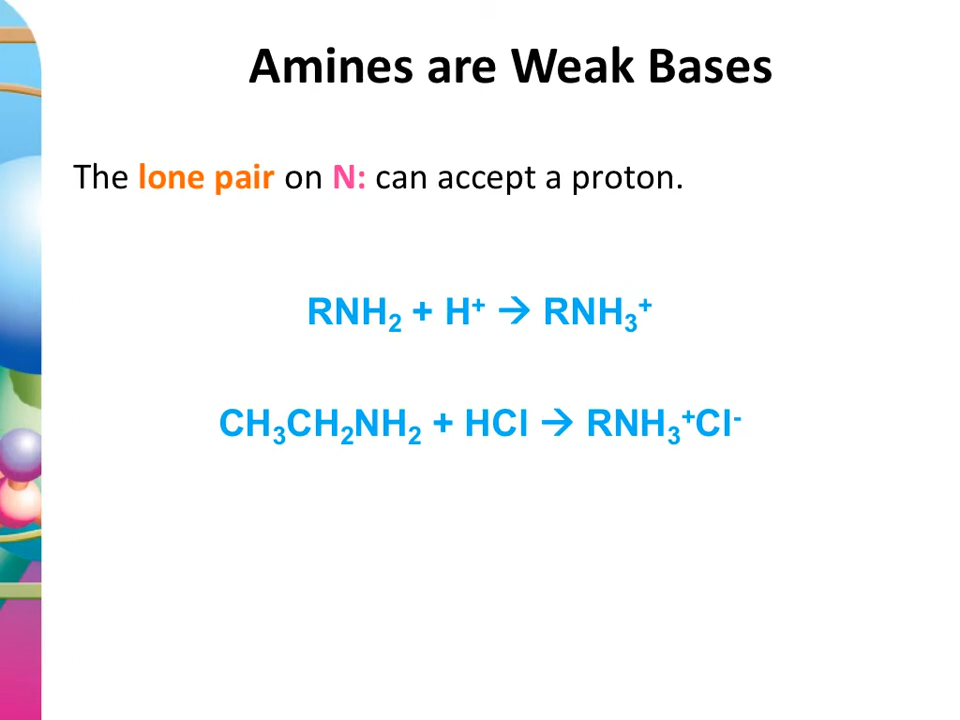 Amines are Weak Bases
The lone pair on N: can accept a proton.
RNH₂ + H⁺ → RNH₃⁺
CH₃CH₂NH₂ + HCl → RNH₃⁺Cl⁻